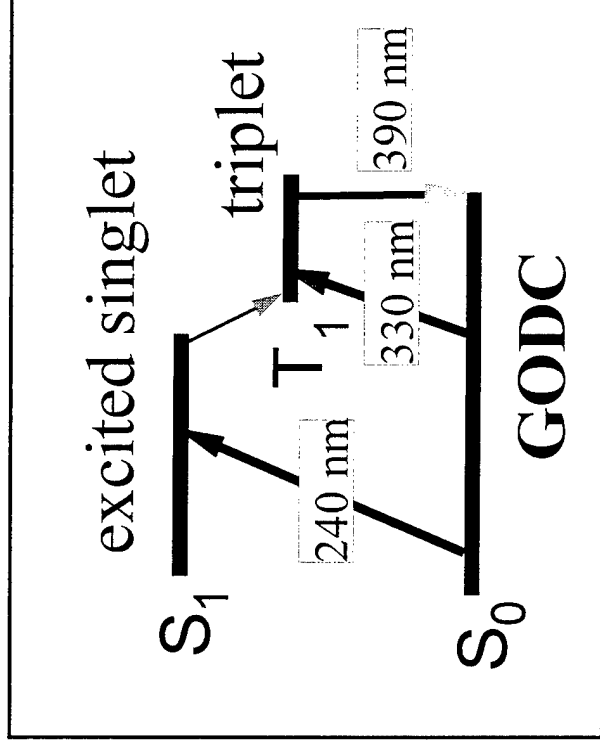 excited singlet
triplet
S1
T1
240 nm
330 nm
390 nm
S0
GODC